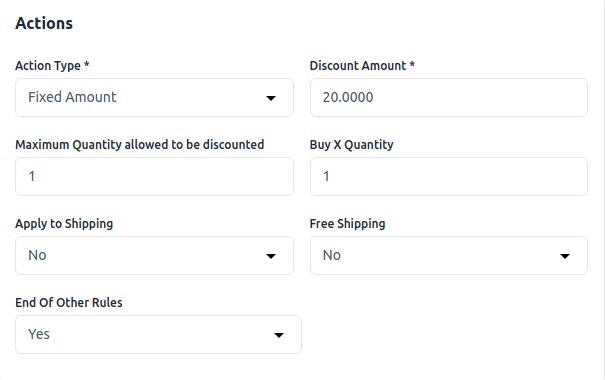 Actions
Action Type * Discount Amount *
Fixed Amount 20.0000
Maximum Quantity allowed to be discounted Buy X Quantity
1 1
Apply to Shipping Free Shipping
No No
End Of Other Rules
Yes